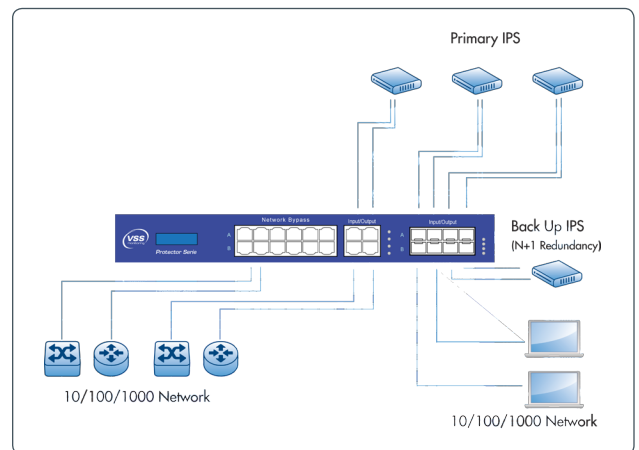 Primary IPS
Network Bypass
Input/Output
Input/Output
A
B
A
B
VSS
Protector Serie
Back Up IPS
(N+1 Redundancy)
10/100/1000 Network
10/100/1000 Network